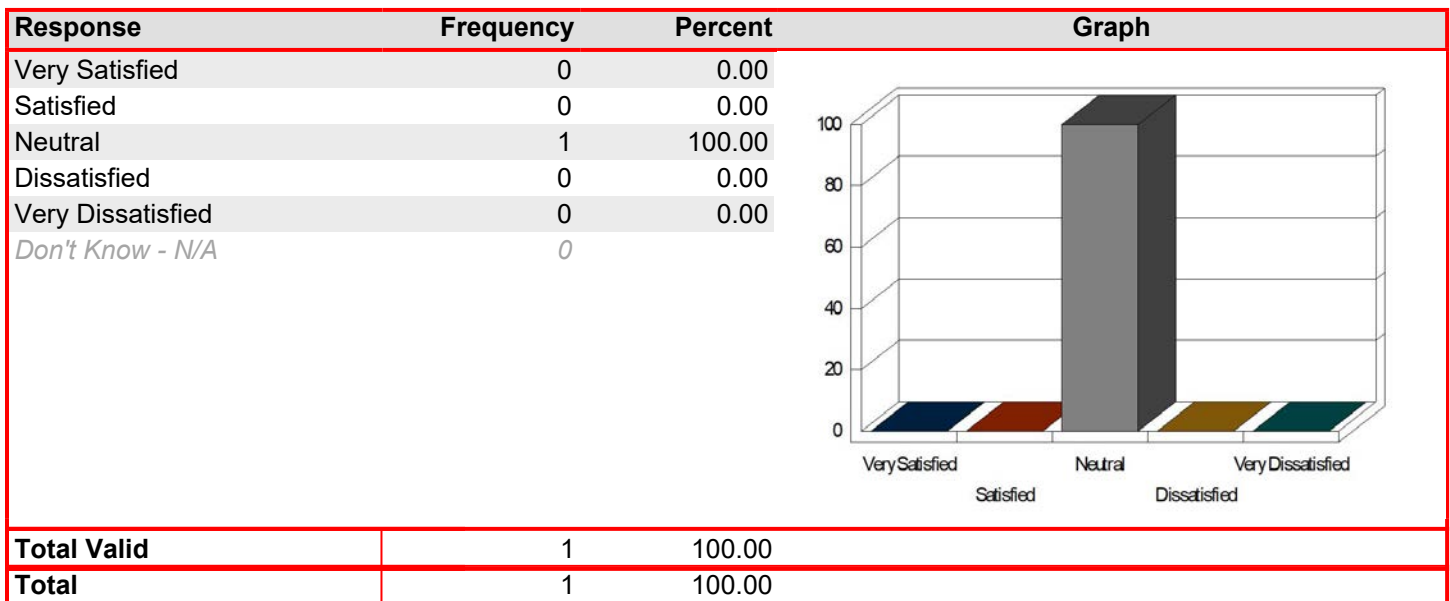 Response Frequency Percent Graph
Very Satisfied 0 0.00
Satisfied 0 0.00
Neutral 1 100.00
Dissatisfied 0 0.00
Very Dissatisfied 0 0.00
Don't Know - N/A 0
100
80
60
40
20
0
Very Satisfied Neutral Very Dissatisfied
Satisfied Dissatisfied
Total Valid 1 100.00
Total 1 100.00